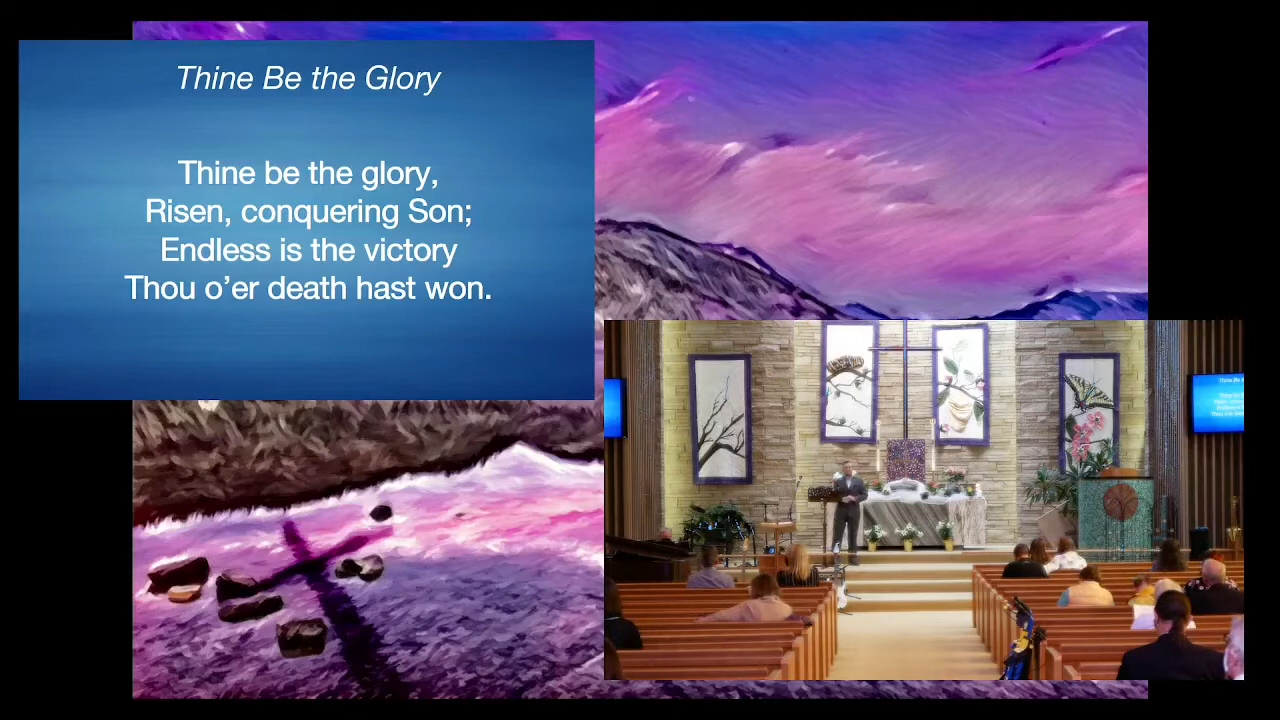 Thine Be the Glory
Thine be the glory,
Risen, conquering Son;
Endless is the victory
Thou o’er death hast won.